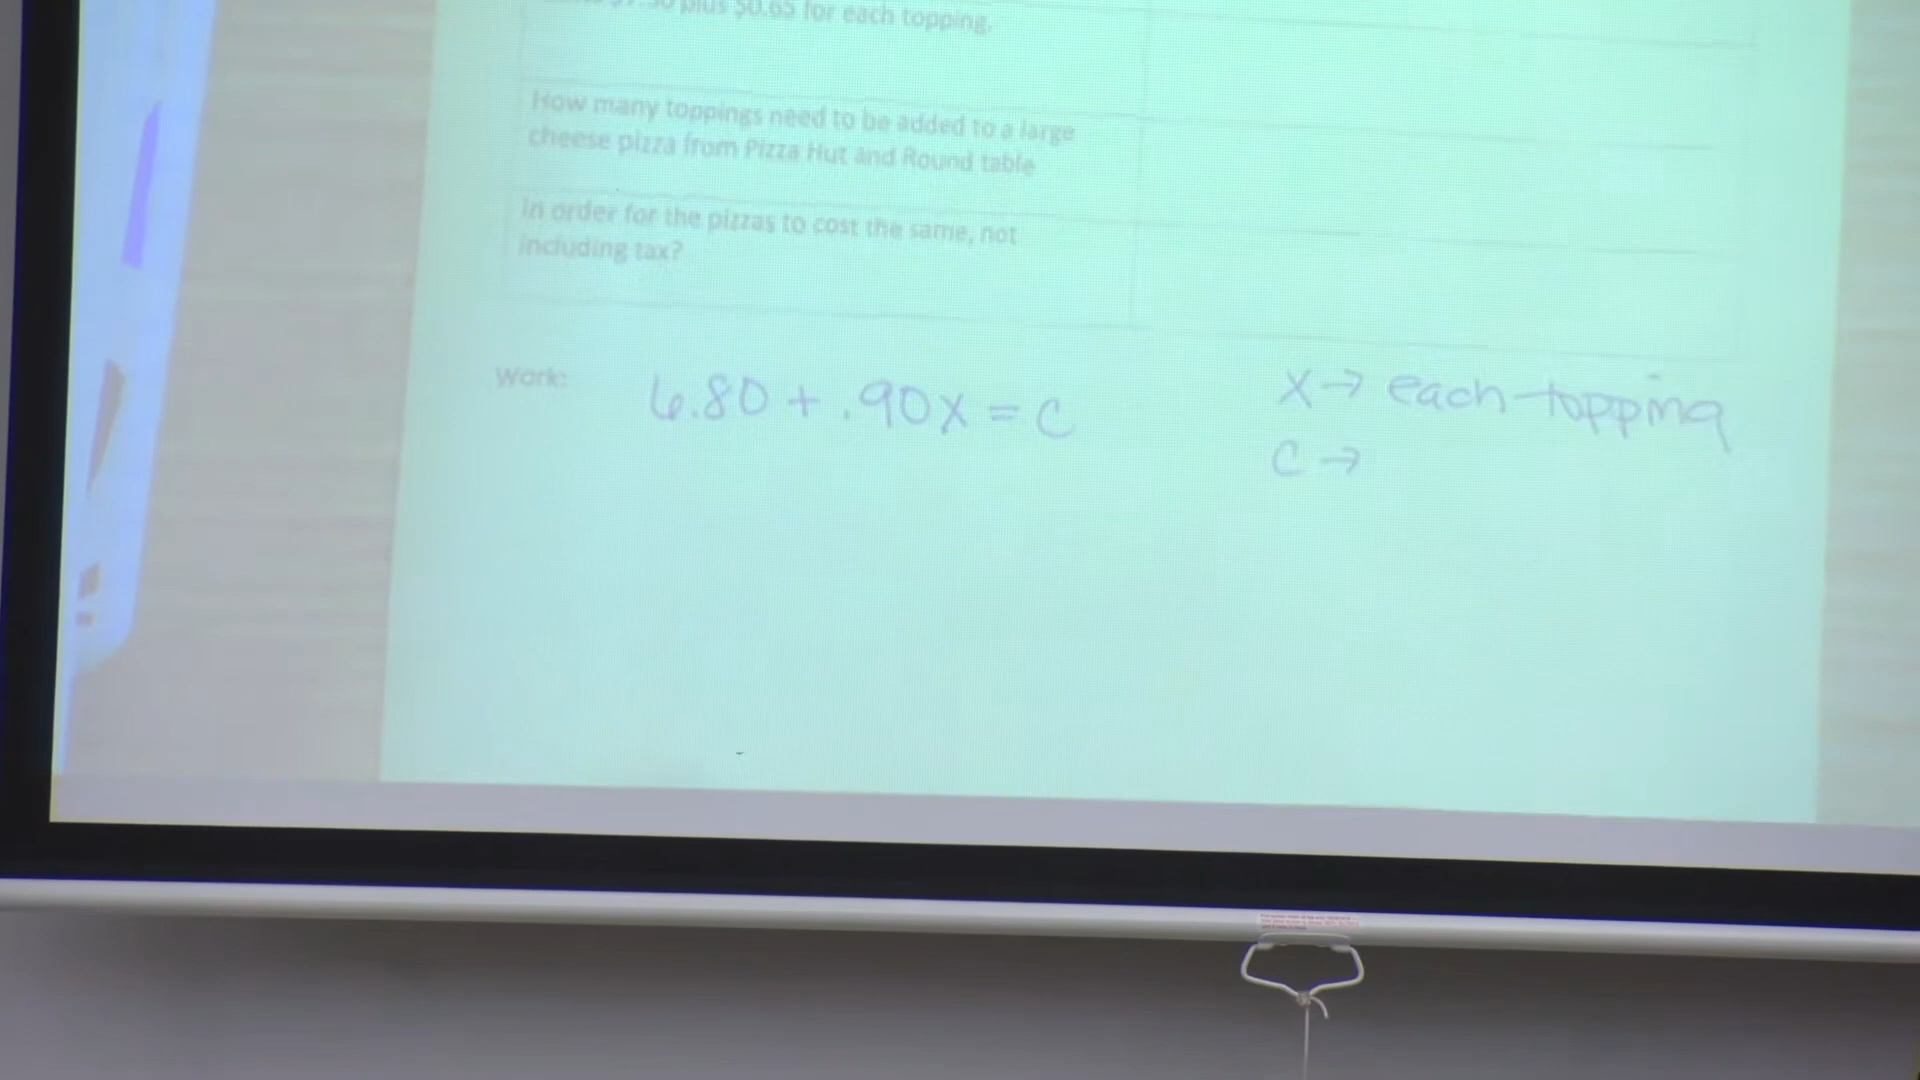 plus $0.65 for each topping.
How many toppings need to be added to a large
cheese pizza from Pizza Hut and Round table
In order for the pizzas to cost the same, not
including tax?
Work:
6.80 + .90x = C
x → each topping
C →